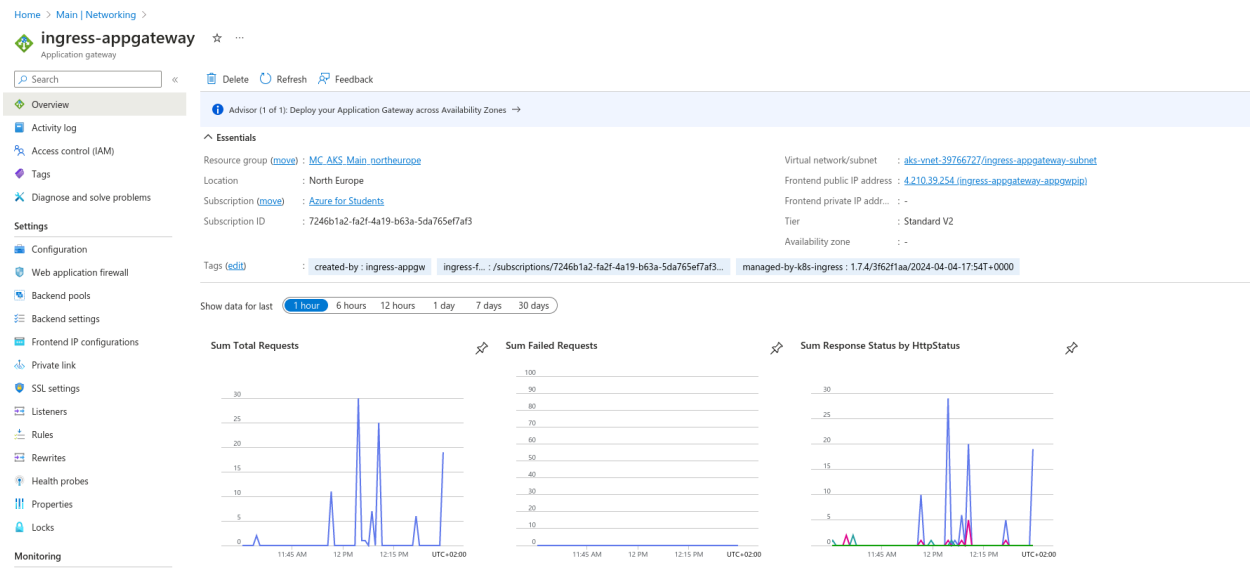 Home > Main | Networking >
ingress-appgateway
Application gateway
Search
Delete Refresh Feedback
Overview
Activity log
Access control (IAM)
Tags
Diagnose and solve problems
Settings
Configuration
Web application firewall
Backend pools
Backend settings
Frontend IP configurations
Private link
SSL settings
Listeners
Rules
Rewrites
Health probes
Properties
Locks
Monitoring
Advisor (1 of 1): Deploy your Application Gateway across Availability Zones →
Essentials
Resource group (move) : MC_AKS_Main_northeurope
Location : North Europe
Subscription (move) : Azure for Students
Subscription ID : 7246b1a2-fa2f-4a19-b63a-5da765ef7af3
Virtual network/subnet : aks-vnet-39766727/ingress-appgateway-subnet
Frontend public IP address : 4.210.39.254 (ingress-appgateway-appgwpip)
Frontend private IP addr... : -
Tier : Standard V2
Availability zone : -
Tags (edit) : created-by : ingress-appgw ingress-f... : /subscriptions/7246b1a2-fa2f-4a19-b63a-5da765ef7af3... managed-by-k8s-ingress : 1.7.4/3f62f1aa/2024-04-04-17:54T+0000
Show data for last 1 hour 6 hours 12 hours 1 day 7 days 30 days
Sum Total Requests
30
25
20
15
10
5
0
11:45 AM 12 PM 12:15 PM UTC+02:00
Sum Failed Requests
100
90
80
70
60
50
40
30
20
10
0
11:45 AM 12 PM 12:15 PM UTC+02:00
Sum Response Status by HttpStatus
30
25
20
15
10
5
0
11:45 AM 12 PM 12:15 PM UTC+02:00